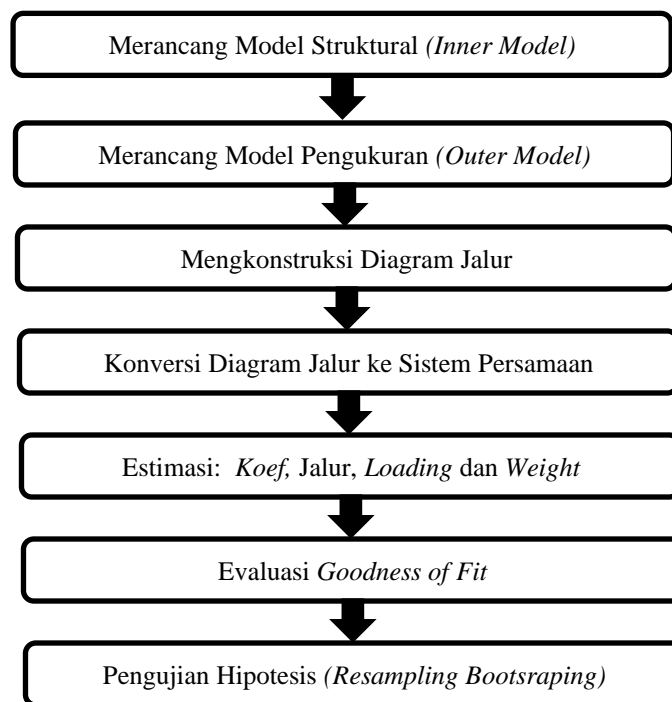 Merancang Model Struktural (Inner Model)
Merancang Model Pengukuran (Outer Model)
Mengkonstruksi Diagram Jalur
Konversi Diagram Jalur ke Sistem Persamaan
Estimasi: Koef, Jalur, Loading dan Weight
Evaluasi Goodness of Fit
Pengujian Hipotesis (Resampling Bootsraping)